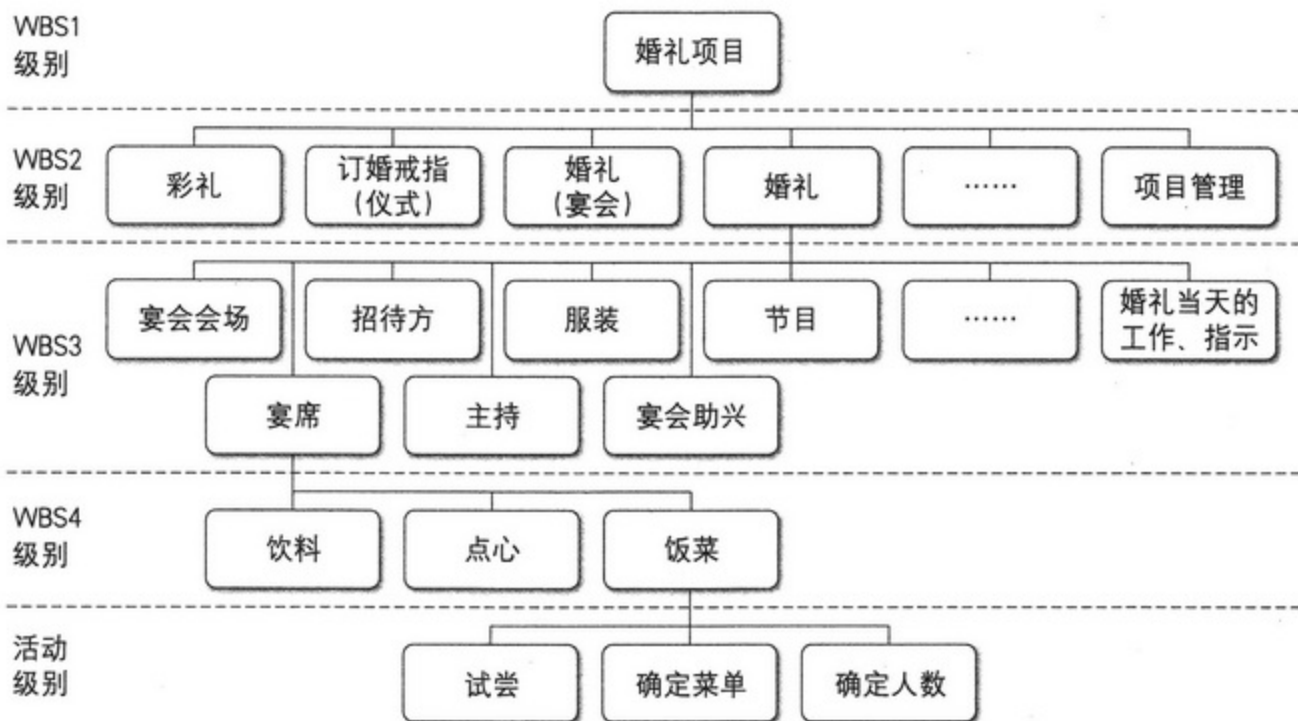 WBS1
级别
婚礼项目
WBS2
级别
彩礼
订婚戒指
（仪式）
婚礼
（宴会）
婚礼
……
项目管理
WBS3
级别
宴会会场
招待方
服装
节目
……
婚礼当天的
工作、指示
宴席
主持
宴会助兴
WBS4
级别
饮料
点心
饭菜
活动
级别
试尝
确定菜单
确定人数